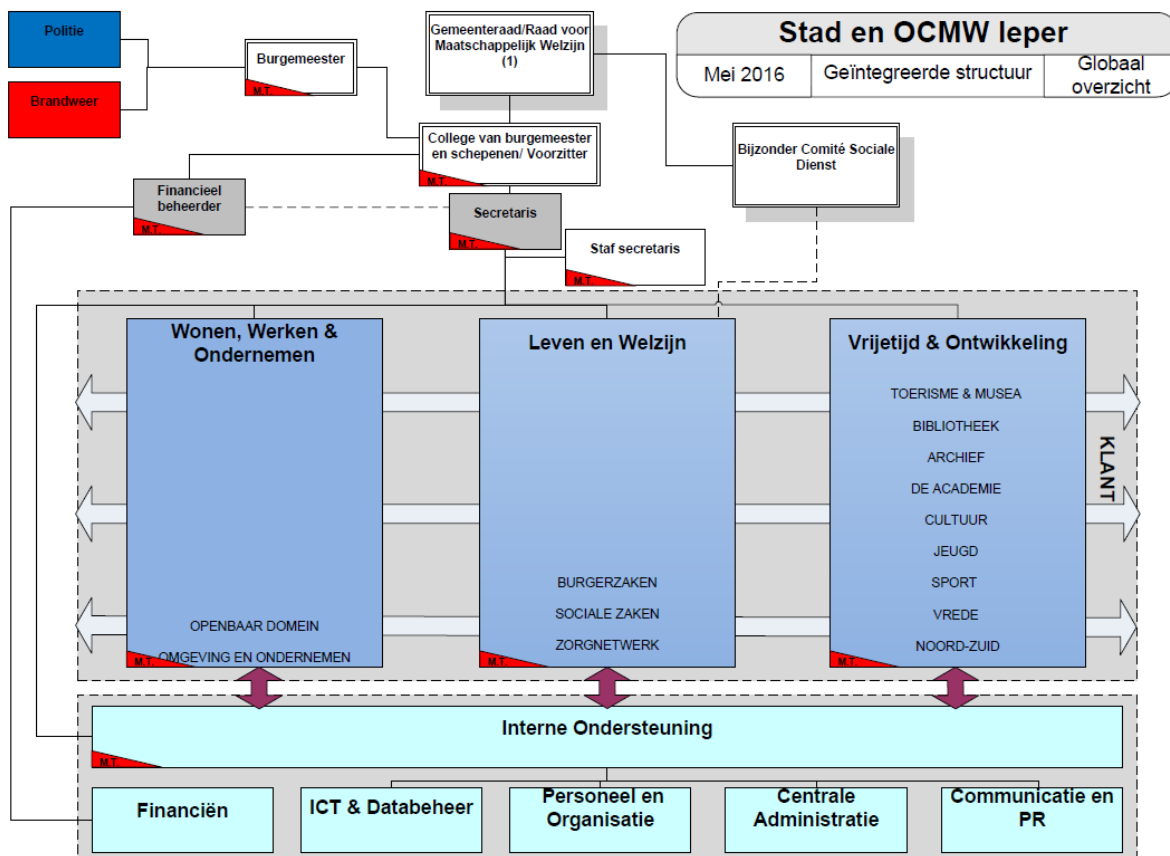 Politie
Brandweer
Burgemeester
M.T.
Gemeenteraad/Raad voor
Maatschappelijk Welzijn
(1)
Stad en OCMW Ieper
Mei 2016
Geïntegreerde structuur
Globaal
overzicht
College van burgemeester
en schepenen/ Voorzitter
M.T.
Bijzonder Comité Sociale
Dienst
Financieel
beheerder
M.T.
Secretaris
M.T.
Staf secretaris
M.T.
Wonen, Werken &
Ondernemen
OPENBAAR DOMEIN
OMGEVING EN ONDERNEMEN
M.T.
Leven en Welzijn
BURGERZAKEN
SOCIALE ZAKEN
ZORGNETWERK
M.T.
Vrijetijd & Ontwikkeling
TOERISME & MUSEA
BIBLIOTHEEK
ARCHIEF
DE ACADEMIE
CULTUUR
JEUGD
SPORT
VREDE
NOORD-ZUID
M.T.
KLANT
Interne Ondersteuning
M.T.
Financiën
ICT & Databeheer
Personeel en
Organisatie
Centrale
Administratie
Communicatie en
PR